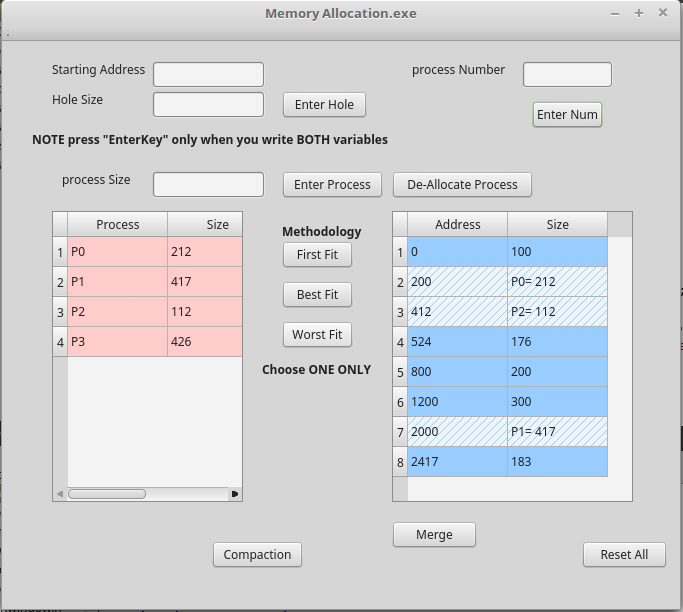 Memory Allocation.exe
Starting Address
process Number
Hole Size
Enter Hole
Enter Num
NOTE press "EnterKey" only when you write BOTH variables
process Size
Enter Process
De-Allocate Process
Process Size
1 P0 212
2 P1 417
3 P2 112
4 P3 426
Methodology
First Fit
Best Fit
Worst Fit
Choose ONE ONLY
Address Size
1 0 100
2 200 P0= 212
3 412 P2= 112
4 524 176
5 800 200
6 1200 300
7 2000 P1= 417
8 2417 183
Merge
Compaction
Reset All